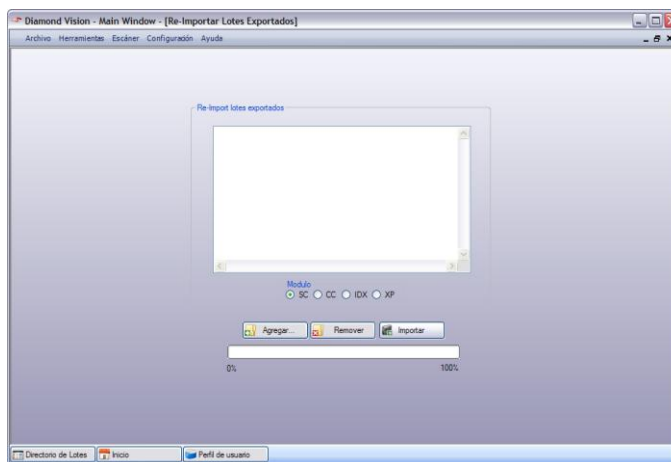 Diamond Vision - Main Window - [Re-Importar Lotes Exportados]
Archivo Herramientas Escáner Configuración Ayuda
Re-Import lotes exportados
Modulo
SC CC IDX XP
Agregar... Remover Importar
0% 100%
Directorio de Lotes Inicio Perfil de usuario